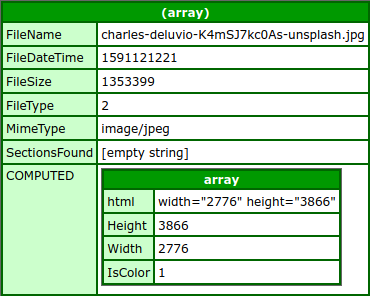 (array)
FileName charles-deluvio-K4mSJ7kc0As-unsplash.jpg
FileDateTime 1591121221
FileSize 1353399
FileType 2
MimeType image/jpeg
SectionsFound [empty string]
COMPUTED
array
html width="2776" height="3866"
Height 3866
Width 2776
IsColor 1